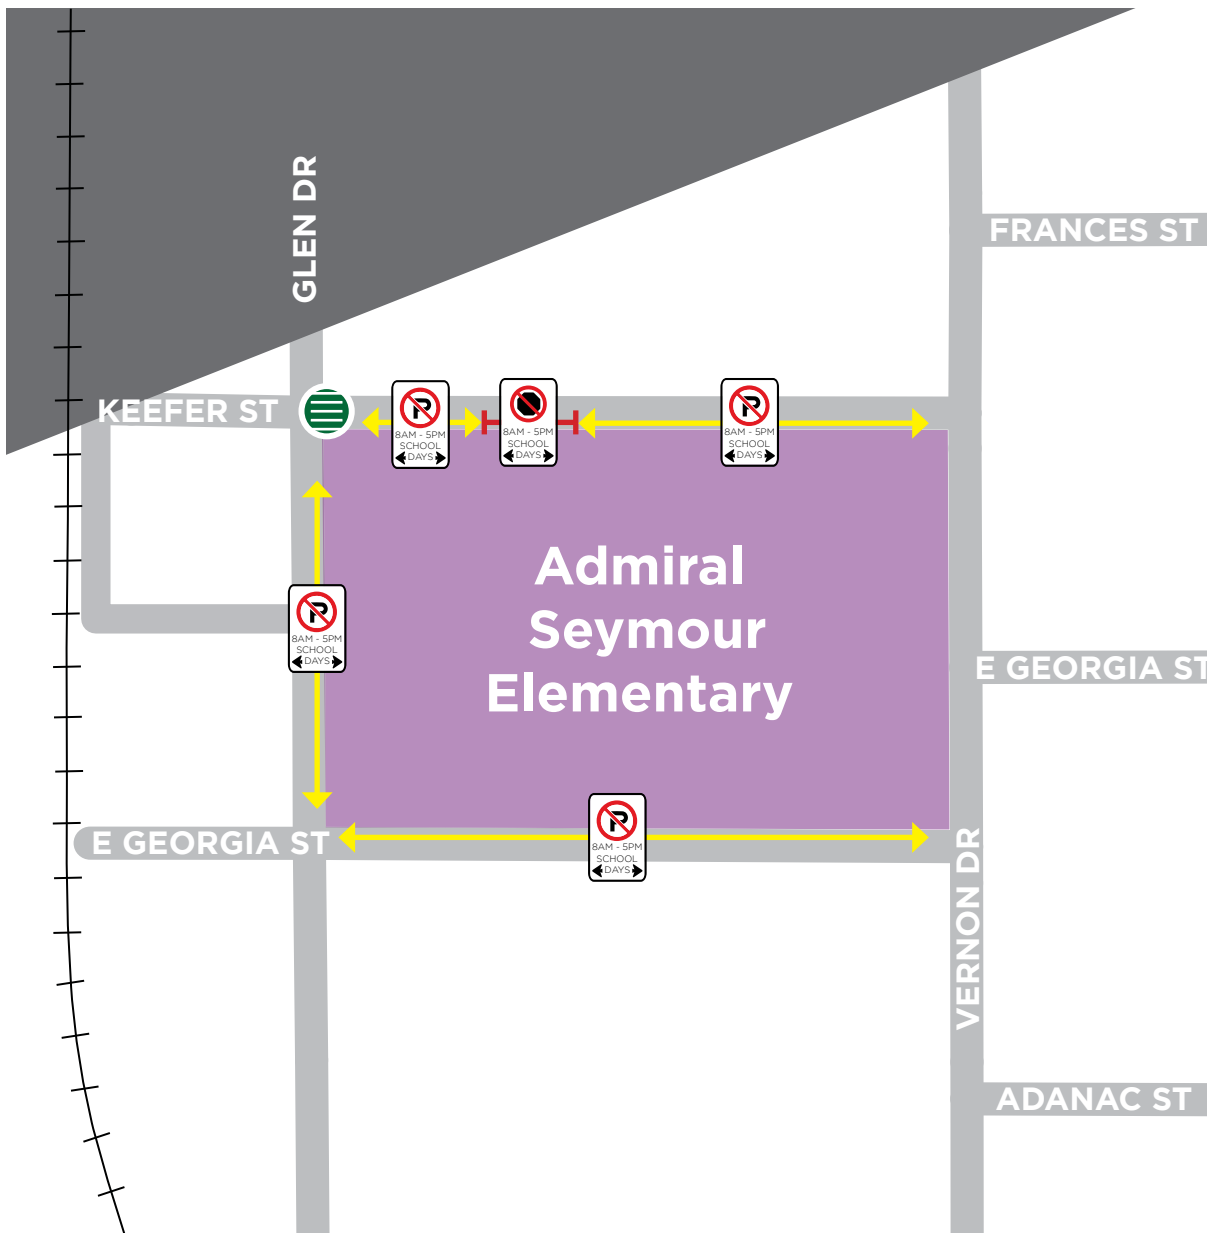 GLEN DR
FRANCES ST
KEEFER ST
P
8AM - 5PM
SCHOOL
DAYS
8AM - 5PM
SCHOOL
DAYS
P
8AM - 5PM
SCHOOL
DAYS
Admiral
Seymour
Elementary
P
8AM - 5PM
SCHOOL
DAYS
E GEORGIA ST
P
8AM - 5PM
SCHOOL
DAYS
E GEORGIA ST
VERNON DR
ADANAC ST